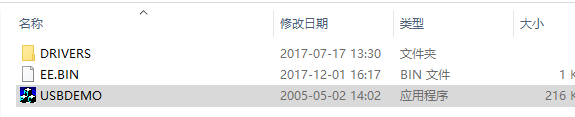 名称 修改日期 类型 大小
DRIVERS 2017-07-17 13:30 文件夹
EE.BIN 2017-12-01 16:17 BIN 文件 1
USBDEMO 2005-05-02 14:02 应用程序 216